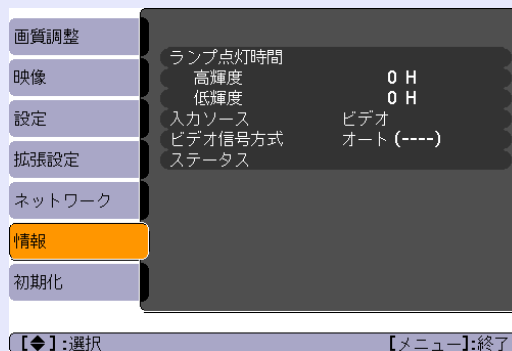 画質調整
映像
設定
拡張設定
ネットワーク
情報
初期化
ランプ点灯時間
高輝度 0 H
低輝度 0 H
入力ソース ビデオ
ビデオ信号方式 オート (----)
ステータス
【◆】:選択 【メニュー】:終了